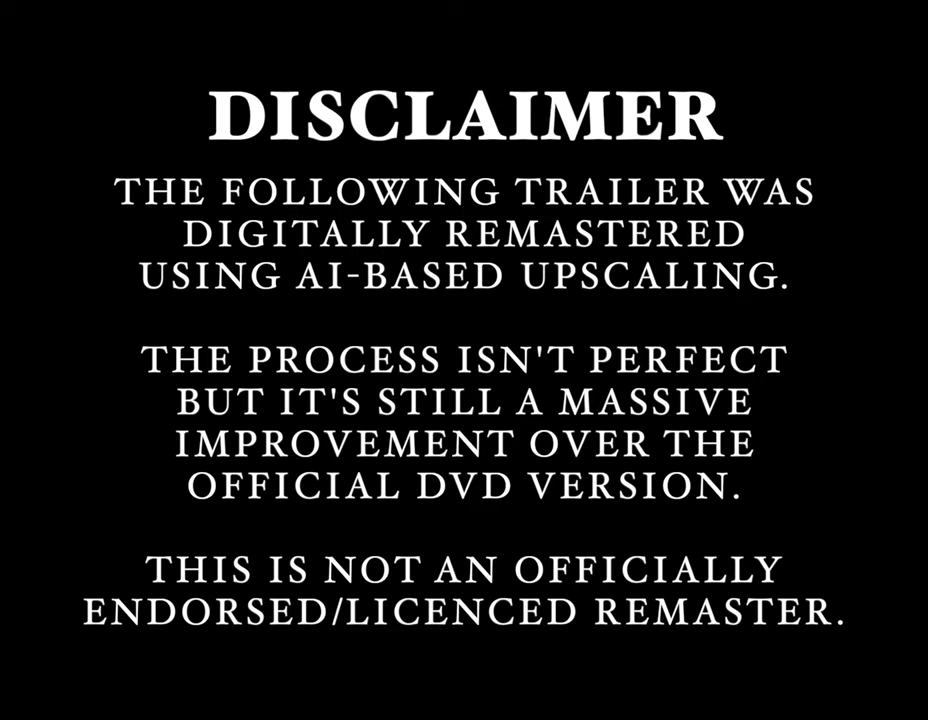 DISCLAIMER
THE FOLLOWING TRAILER WAS
DIGITALLY REMASTERED
USING AI-BASED UPSCALING.
THE PROCESS ISN'T PERFECT
BUT IT'S STILL A MASSIVE
IMPROVEMENT OVER THE
OFFICIAL DVD VERSION.
THIS IS NOT AN OFFICIALLY
ENDORSED/LICENCED REMASTER.